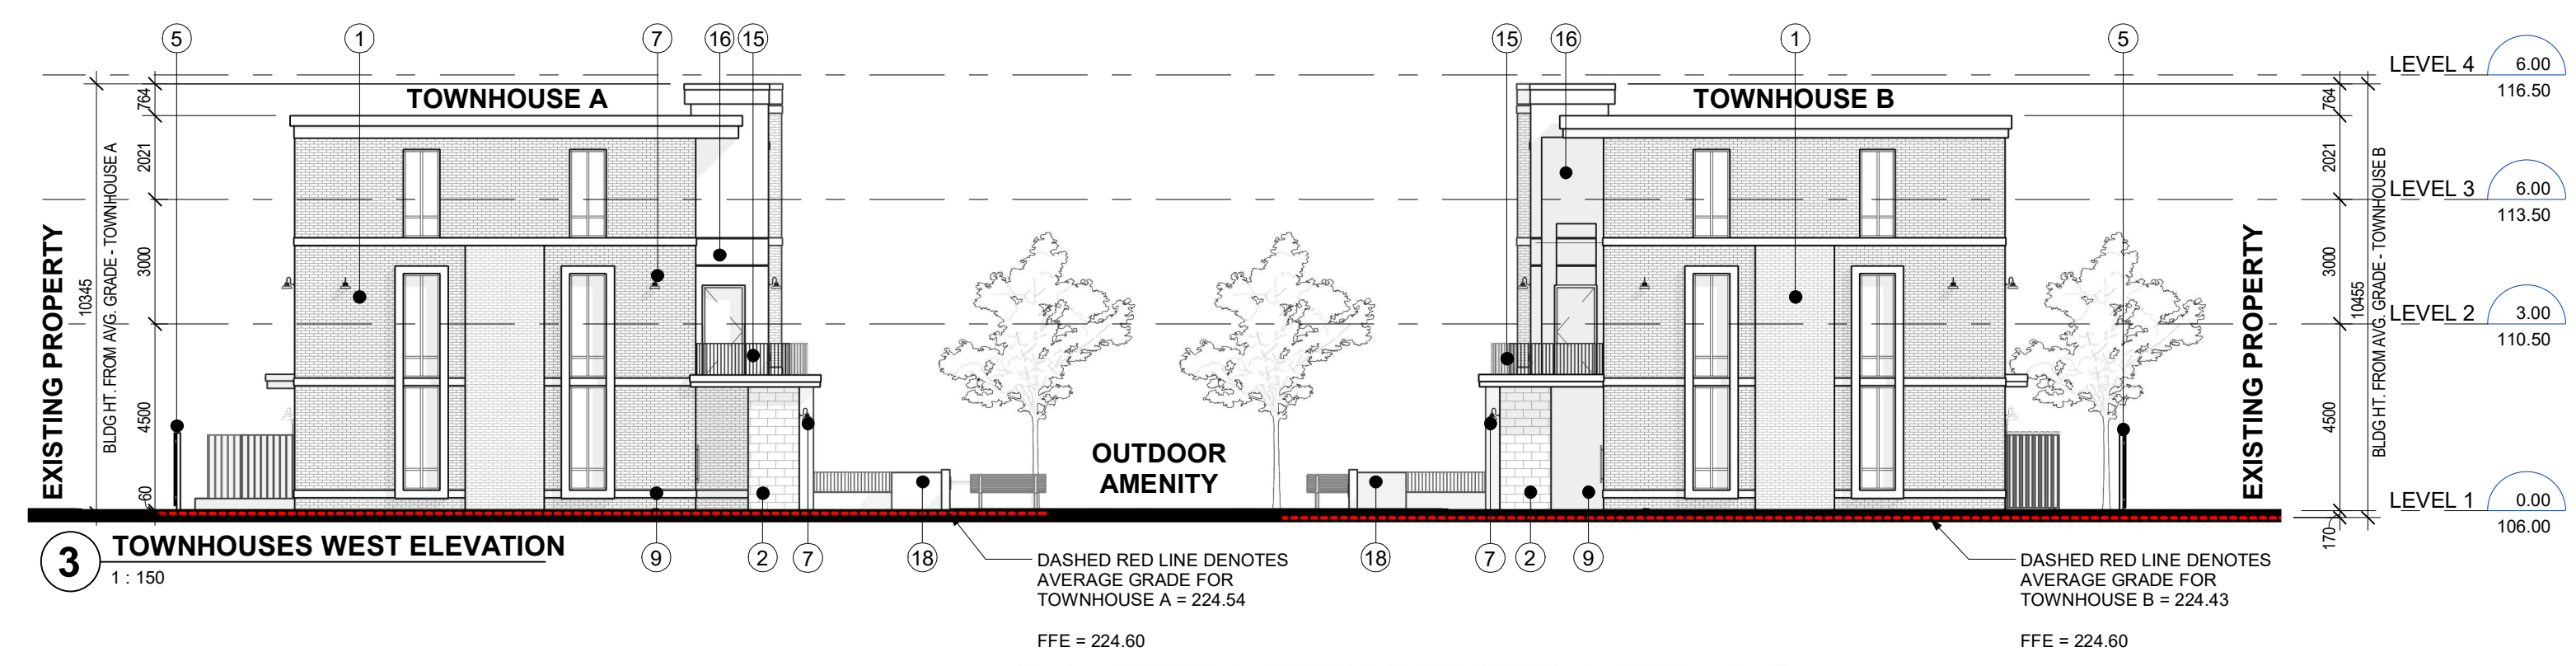 5
1
7
16
15
15
16
1
5
TOWNHOUSE A
TOWNHOUSE B
764
2021
3000
4500
60
10345
BLDG HT. FROM AVG. GRADE - TOWNHOUSE A
EXISTING PROPERTY
OUTDOOR
AMENITY
EXISTING PROPERTY
764
2021
3000
4500
170
10455
BLDG HT. FROM AVG. GRADE - TOWNHOUSE B
LEVEL 4
6.00
116.50
LEVEL 3
6.00
113.50
LEVEL 2
3.00
110.50
LEVEL 1
0.00
106.00
3
TOWNHOUSES WEST ELEVATION
1 : 150
9
2
7
18
18
7
2
9
DASHED RED LINE DENOTES
AVERAGE GRADE FOR
TOWNHOUSE A = 224.54
FFE = 224.60
DASHED RED LINE DENOTES
AVERAGE GRADE FOR
TOWNHOUSE B = 224.43
FFE = 224.60